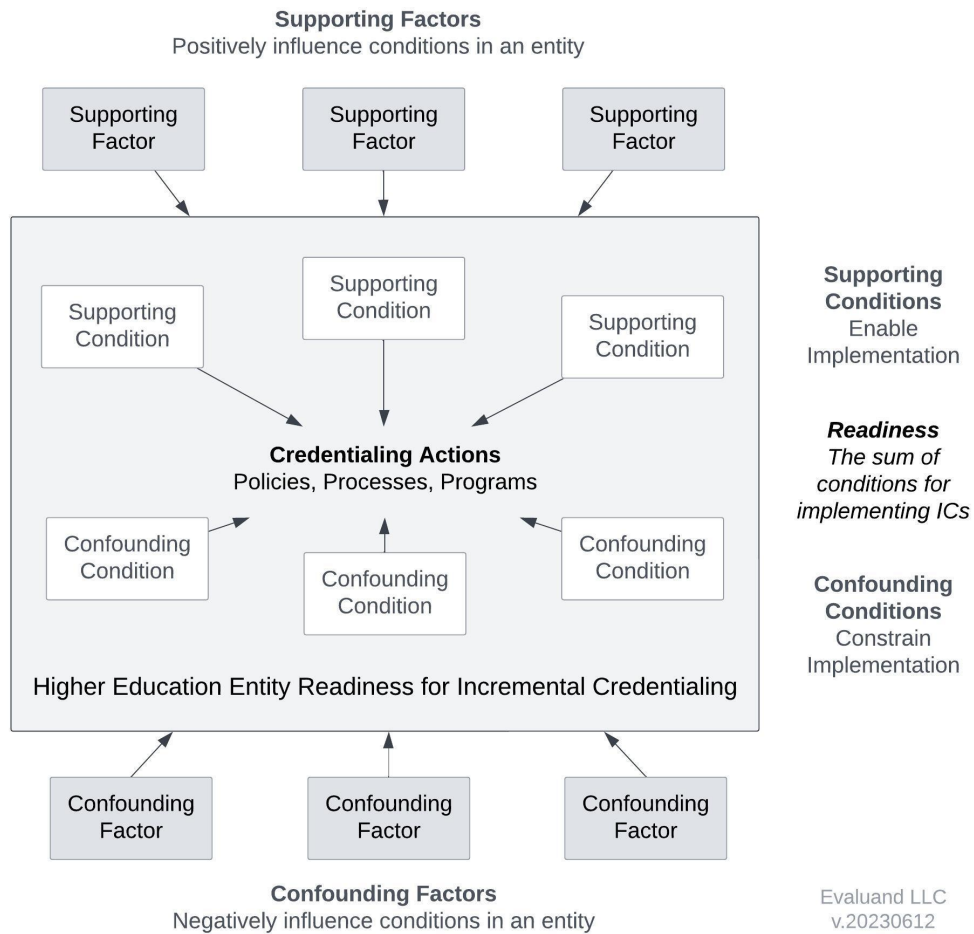 Supporting Factors
Positively influence conditions in an entity
Supporting
Factor
Supporting
Factor
Supporting
Factor
Supporting
Condition
Supporting
Condition
Supporting
Condition
Supporting
Conditions
Enable
Implementation
Credentialing Actions
Policies, Processes, Programs
Readiness
The sum of
conditions for
implementing ICs
Confounding
Condition
Confounding
Condition
Confounding
Condition
Confounding
Conditions
Constrain
Implementation
Higher Education Entity Readiness for Incremental Credentialing
Confounding
Factor
Confounding
Factor
Confounding
Factor
Confounding Factors
Negatively influence conditions in an entity
Evaluand LLC
v.20230612